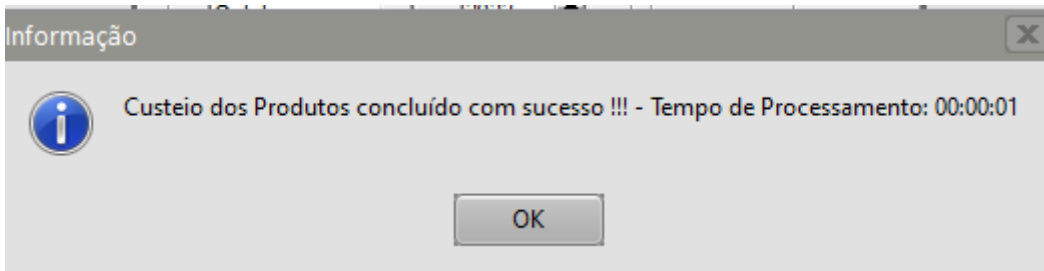 Informação
Custeio dos Produtos concluído com sucesso !!! - Tempo de Processamento: 00:00:01
OK